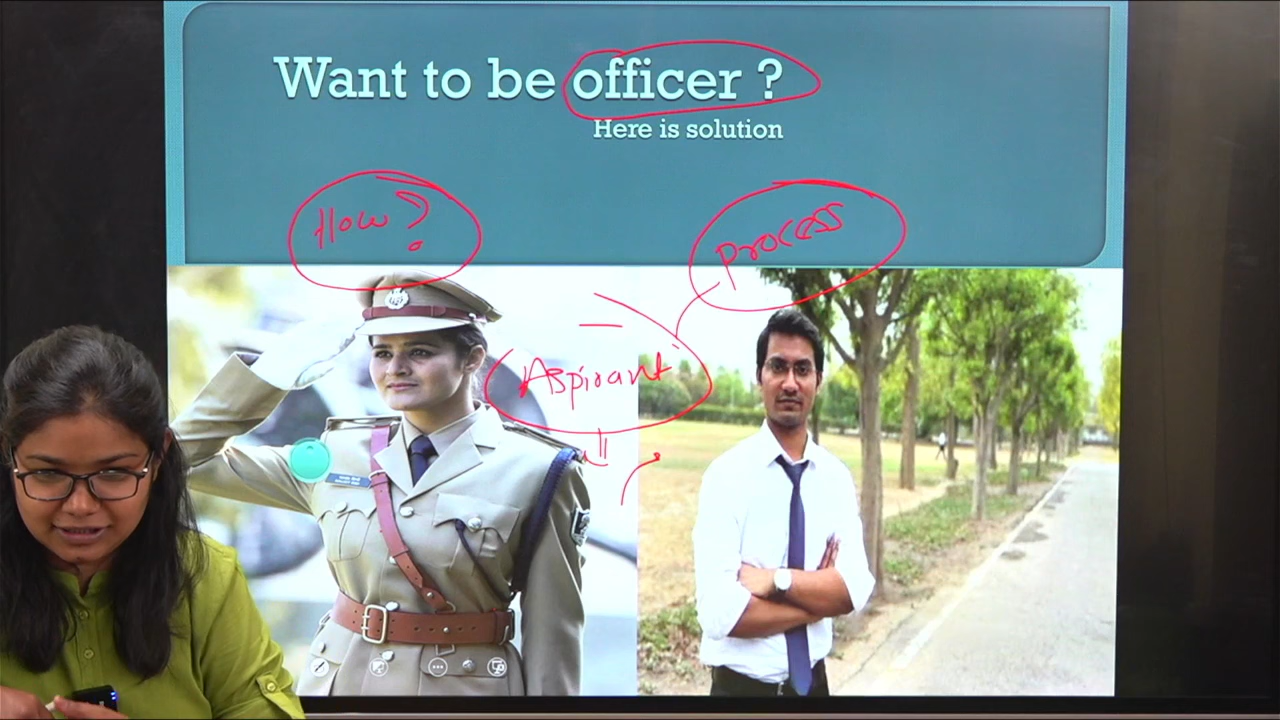 Want to be officer ?
Here is solution
How?
Process
Aspirant